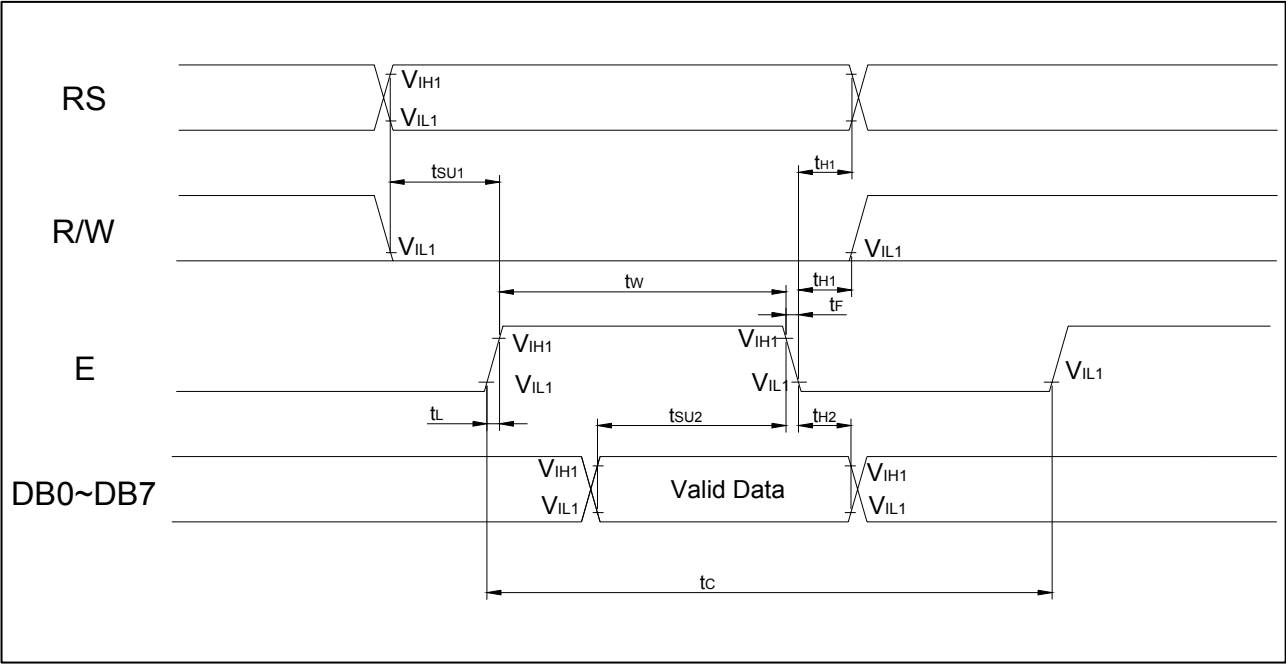 RS
VIH1
VIL1
tSU1
tH1
R/W
VIL1
VIL1
tW
tH1
tF
E
VIH1
VIH1
VIL1
VIL1
VIL1
tL
tSU2
tH2
DB0~DB7
VIH1
VIL1
Valid Data
VIH1
VIL1
tC